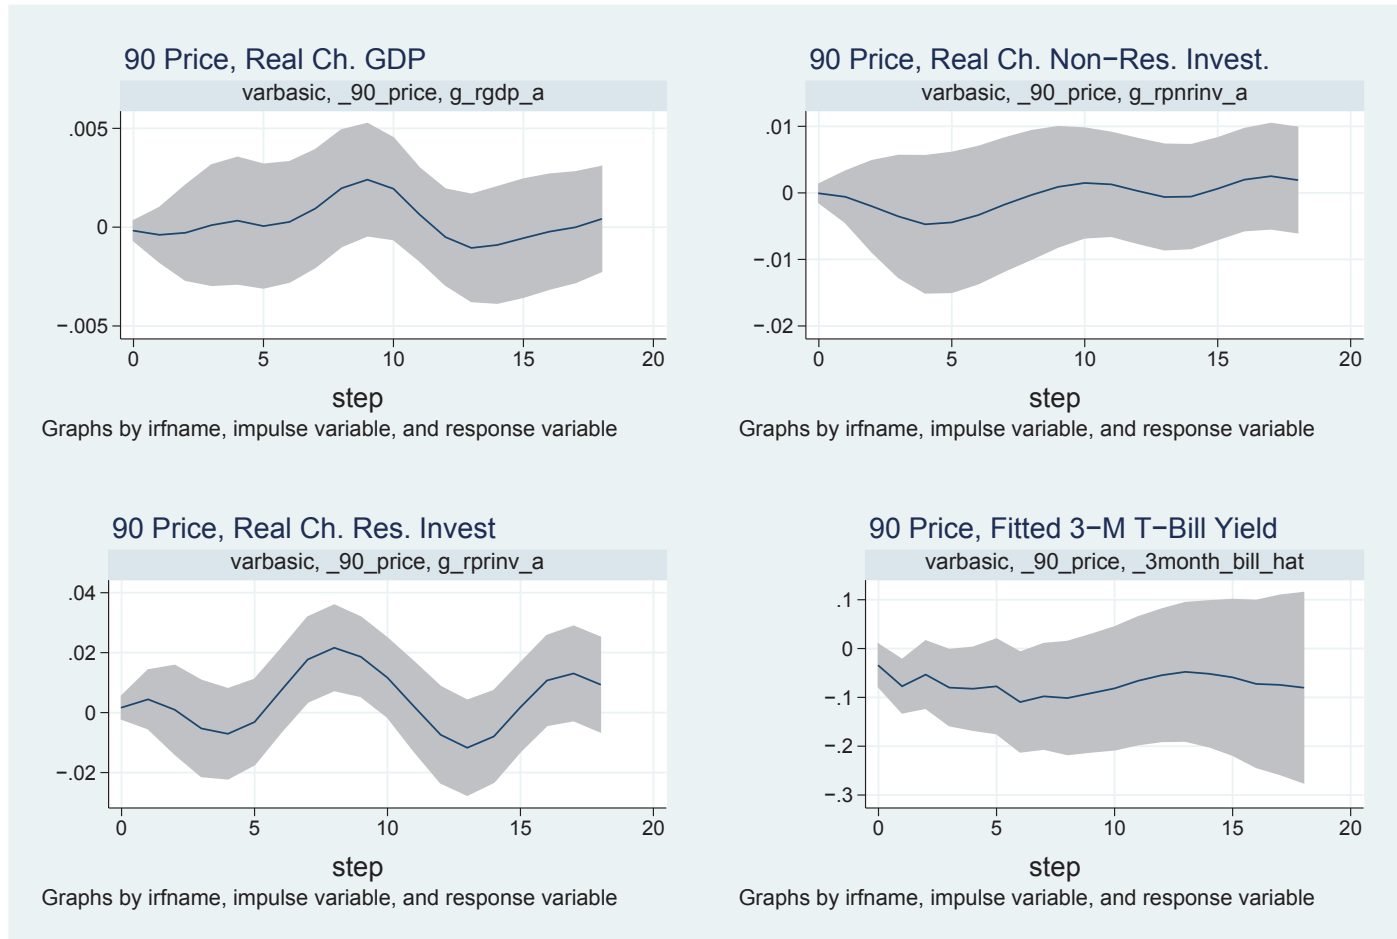 90 Price, Real Ch. GDP
varbasic, _90_price, g_rgdp_a
.005
0
−.005
0 5 10 15 20
step
Graphs by irfname, impulse variable, and response variable
90 Price, Real Ch. Non−Res. Invest.
varbasic, _90_price, g_rpnrinv_a
.01
0
−.01
−.02
0 5 10 15 20
step
Graphs by irfname, impulse variable, and response variable
90 Price, Real Ch. Res. Invest
varbasic, _90_price, g_rprinv_a
.04
.02
0
−.02
0 5 10 15 20
step
Graphs by irfname, impulse variable, and response variable
90 Price, Fitted 3−M T−Bill Yield
varbasic, _90_price, _3month_bill_hat
.1
0
−.1
−.2
−.3
0 5 10 15 20
step
Graphs by irfname, impulse variable, and response variable